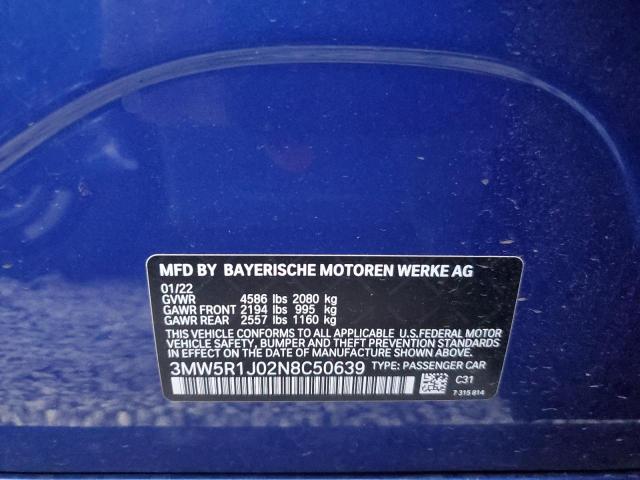 MFD BY BAYERISCHE MOTOREN WERKE AG
01/22
GVWR 4586 lbs 2080 kg
GAWR FRONT 2194 lbs 995 kg
GAWR REAR 2557 lbs 1160 kg
THIS VEHICLE CONFORMS TO ALL APPLICABLE U.S.FEDERAL MOTOR
VEHICLE SAFETY, BUMPER, AND THEFT PREVENTION STANDARDS
IN EFFECT ON THE DATE OF MANUFACTURE SHOWN ABOVE.
3MW5R1J02N8C50639 TYPE: PASSENGER CAR
C31
7 315 814